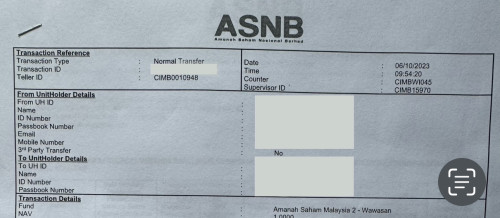 ASNB
Amanah Saham Nasional Berhad
Transaction Reference
Transaction Type : Normal Transfer
Transaction ID :
Teller ID : CIMB0010948
Date : 06/10/2023
Time : 09:54:20
Counter : CIMBWI045
Supervisor ID : CIMB15970
From UnitHolder Details
From UH ID :
Name :
ID Number :
Passbook Number :
Email :
Mobile Number :
3rd Party Transfer : No
To UnitHolder Details
To UH ID :
Name :
ID Number :
Passbook Number :
Transaction Details
Fund : Amanah Saham Malaysia 2 - Wawasan
NAV : 1.0000